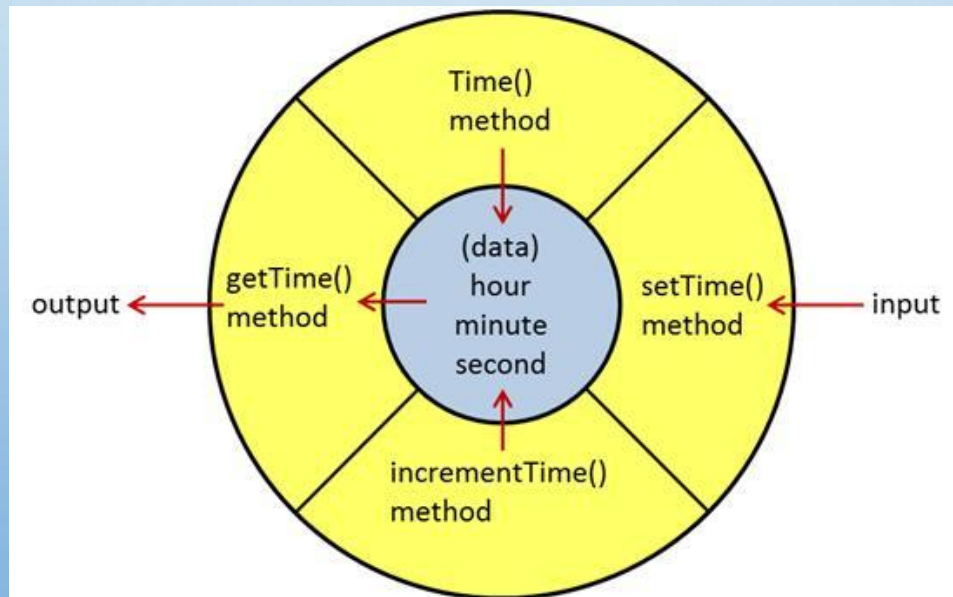 Time()
method
(data)
hour
minute
second
getTime()
method
output
setTime()
method
input
incrementTime()
method